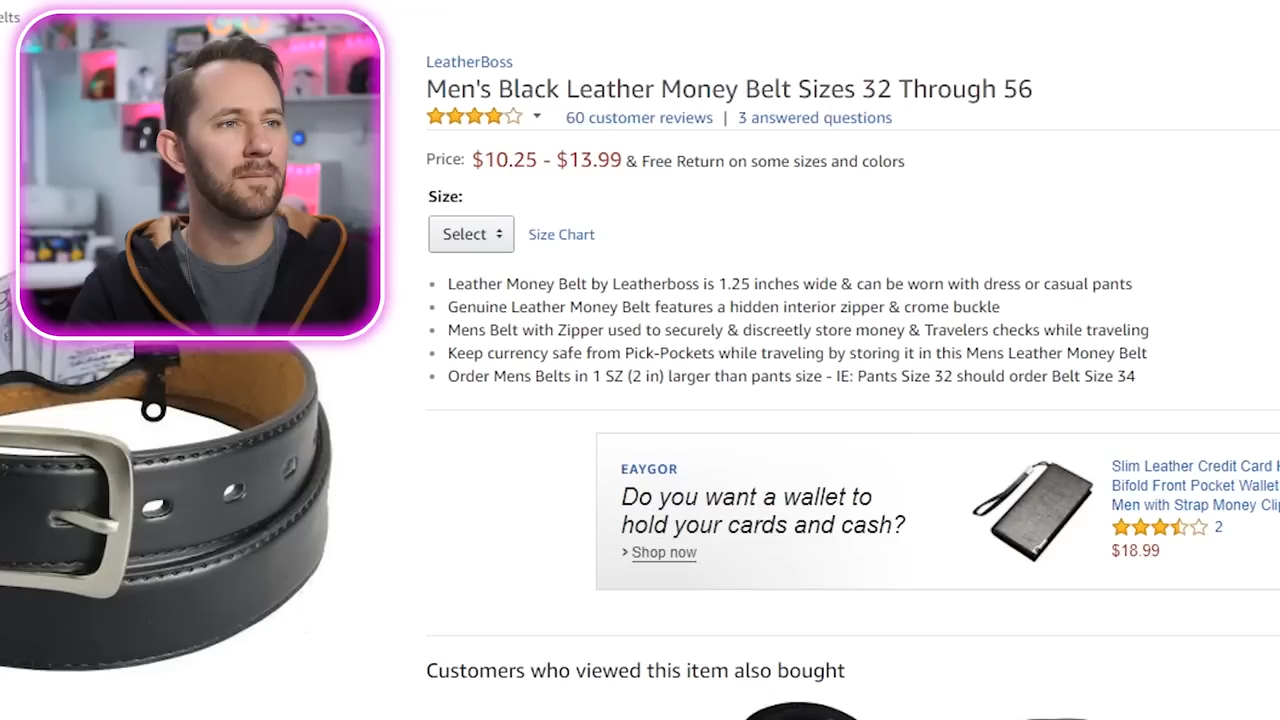 elts
LeatherBoss
Men's Black Leather Money Belt Sizes 32 Through 56
60 customer reviews | 3 answered questions
Price: $10.25 - $13.99 & Free Return on some sizes and colors
Size:
Select Size Chart
• Leather Money Belt by Leatherboss is 1.25 inches wide & can be worn with dress or casual pants
• Genuine Leather Money Belt features a hidden interior zipper & crome buckle
• Mens Belt with Zipper used to securely & discreetly store money & Travelers checks while traveling
• Keep currency safe from Pick-Pockets while traveling by storing it in this Mens Leather Money Belt
• Order Mens Belts in 1 SZ (2 in) larger than pants size - IE: Pants Size 32 should order Belt Size 34
EAYGOR
Do you want a wallet to
hold your cards and cash?
› Shop now
Slim Leather Credit Card
Bifold Front Pocket Wallet
Men with Strap Money Cli
2
$18.99
Customers who viewed this item also bought